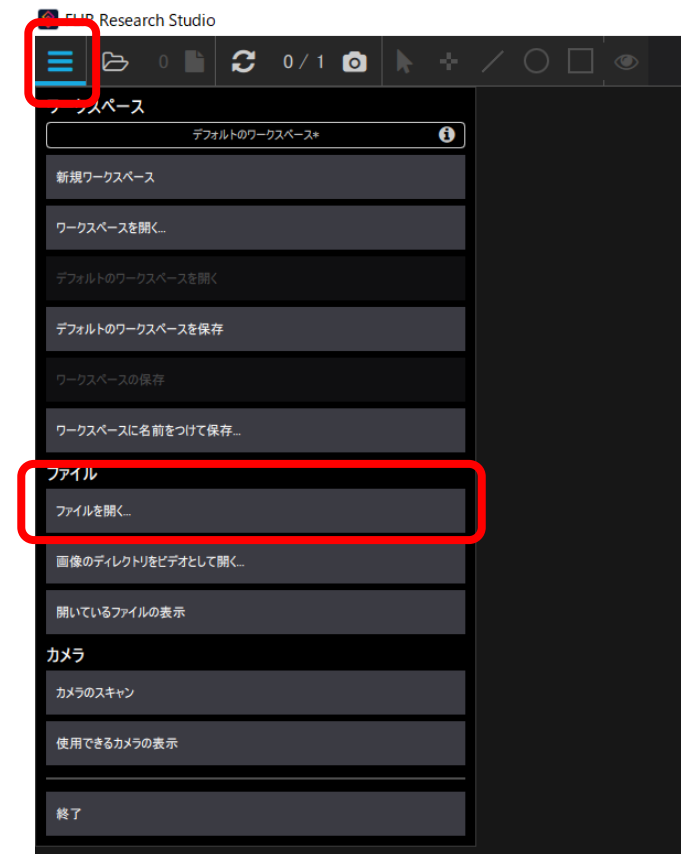 Research Studio
0
0 / 1
ワークスペース
デフォルトのワークスペース*
新規ワークスペース
ワークスペースを開く...
デフォルトのワークスペースを開く
デフォルトのワークスペースを保存
ワークスペースの保存
ワークスペースに名前をつけて保存...
ファイル
ファイルを開く...
画像のディレクトリをビデオとして開く...
開いているファイルの表示
カメラ
カメラのスキャン
使用できるカメラの表示
終了